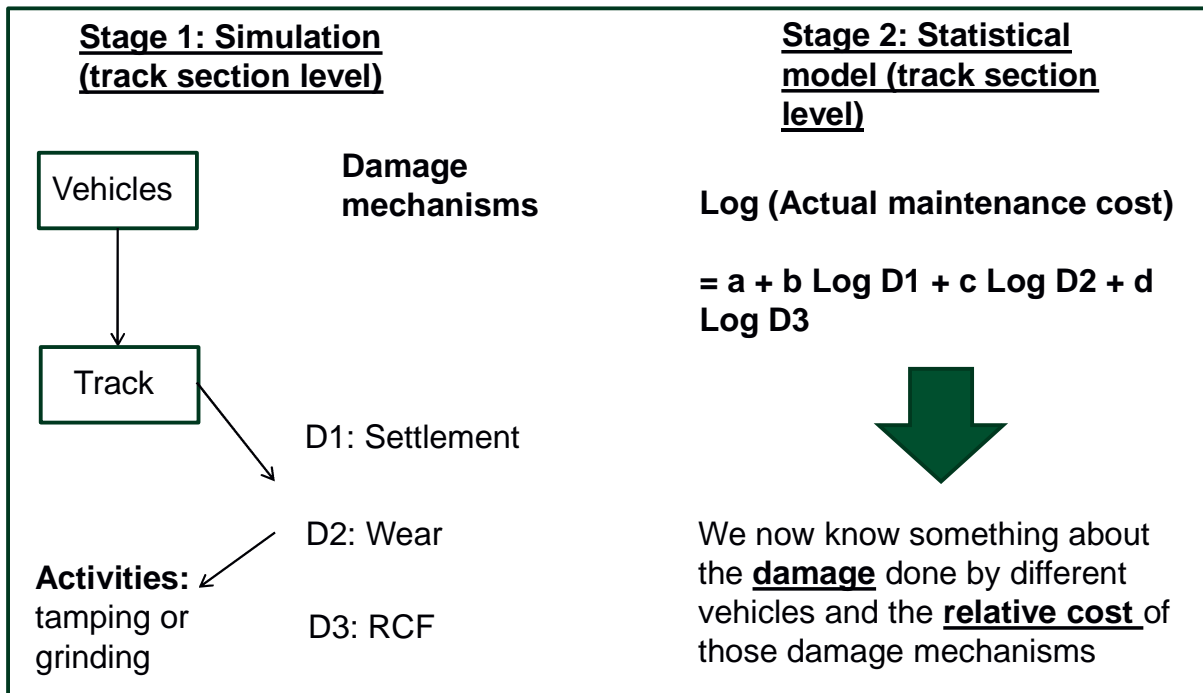 Stage 1: Simulation
(track section level)
Vehicles
Damage
mechanisms
Track
D1: Settlement
D2: Wear
Activities:
tamping or
grinding
D3: RCF
Stage 2: Statistical
model (track section
level)
Log (Actual maintenance cost)
= a + b Log D1 + c Log D2 + d
Log D3
We now know something about
the damage done by different
vehicles and the relative cost of
those damage mechanisms